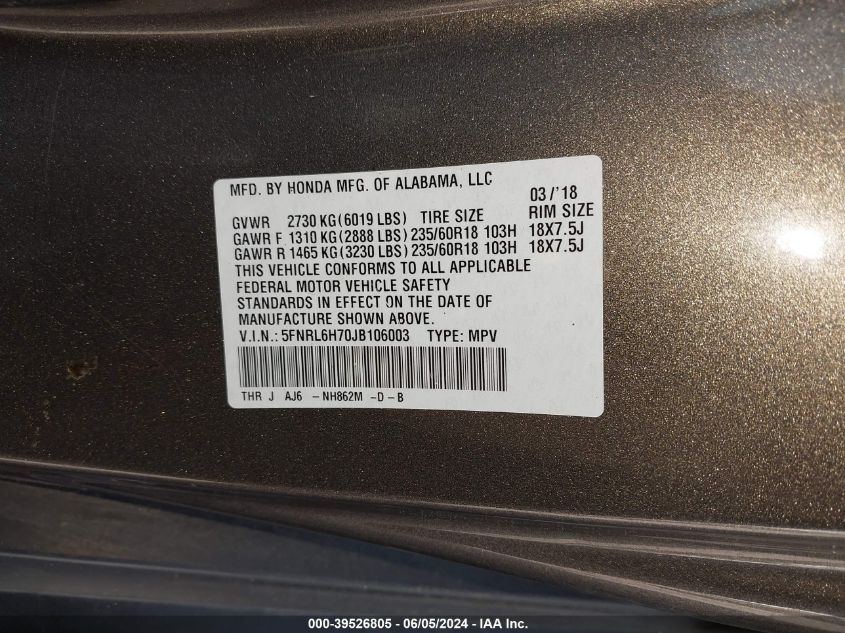 MFD. BY HONDA MFG. OF ALABAMA, LLC
03/'18
GVWR 2730 KG(6019 LBS) TIRE SIZE RIM SIZE
GAWR F 1310 KG(2888 LBS) 235/60R18 103H 18X7.5J
GAWR R 1465 KG(3230 LBS) 235/60R18 103H 18X7.5J
THIS VEHICLE CONFORMS TO ALL APPLICABLE
FEDERAL MOTOR VEHICLE SAFETY
STANDARDS IN EFFECT ON THE DATE OF
MANUFACTURE SHOWN ABOVE.
V.I.N.: 5FNRL6H70JB106003 TYPE: MPV
THR J AJ6 -NH862M -D-B
000-39526805 - 06/05/2024 - IAA Inc.